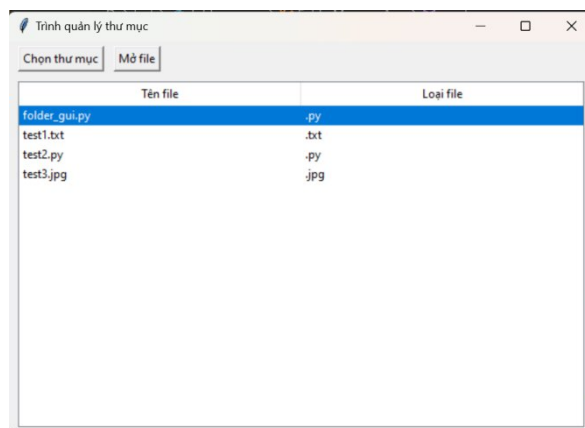 Trình quản lý thư mục
Chọn thư mục Mở file
Tên file Loại file
folder_gui.py .py
test1.txt .txt
test2.py .py
test3.jpg .jpg